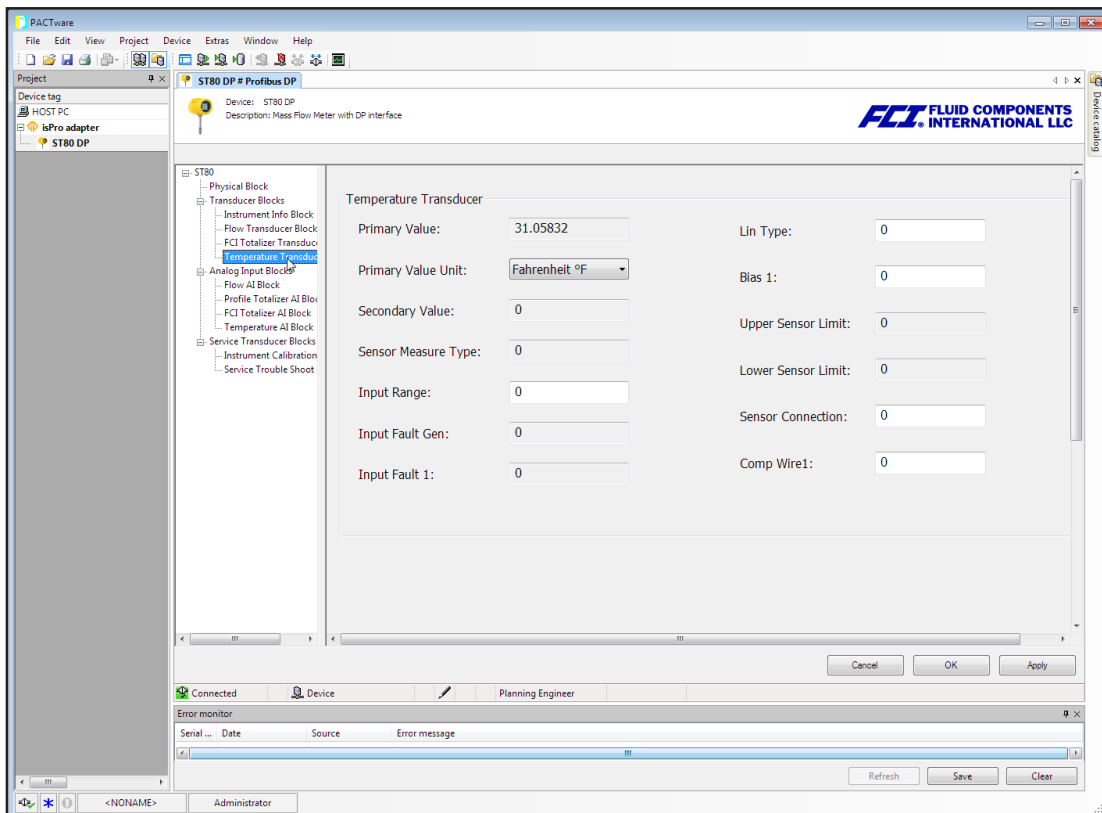 PACTware
File Edit View Project Device Extras Window Help
Project
ST80 DP # Profibus DP
Device tag
HOST PC
isPro adapter
ST80 DP
Device: ST80 DP
Description: Mass Flow Meter with DP interface
FCI. FLUID COMPONENTS
INTERNATIONAL LLC
Device catalog
ST80
Physical Block
Transducer Blocks
Instrument Info Block
Flow Transducer Block
FCI Totalizer Transduc
Temperature Transduc
Analog Input Blocks
Flow AI Block
Profile Totalizer AI Bloc
FCI Totalizer AI Block
Temperature AI Block
Service Transducer Blocks
Instrument Calibration
Service Trouble Shoot
Temperature Transducer
Primary Value: 31.05832
Primary Value Unit: Fahrenheit °F
Secondary Value: 0
Sensor Measure Type: 0
Input Range: 0
Input Fault Gen: 0
Input Fault 1: 0
Lin Type: 0
Bias 1: 0
Upper Sensor Limit: 0
Lower Sensor Limit: 0
Sensor Connection: 0
Comp Wire1: 0
Cancel OK Apply
Connected Device Planning Engineer
Error monitor
Serial ... Date Source Error message
Refresh Save Clear
<NONAME> Administrator